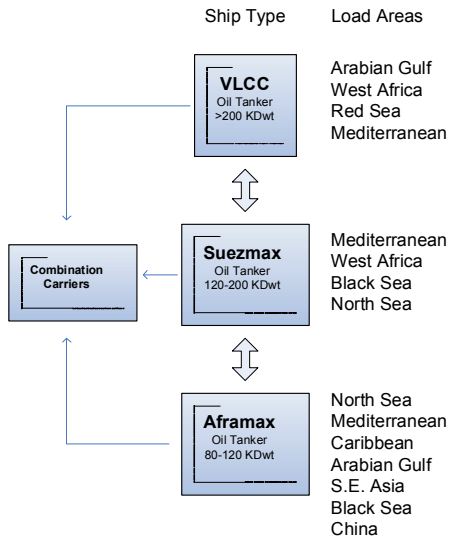 Ship Type
Load Areas
VLCC
Oil Tanker
>200 KDwt
Arabian Gulf
West Africa
Red Sea
Mediterranean
Combination
Carriers
Suezmax
Oil Tanker
120-200 KDwt
Mediterranean
West Africa
Black Sea
North Sea
Aframax
Oil Tanker
80-120 KDwt
North Sea
Mediterranean
Caribbean
Arabian Gulf
S.E. Asia
Black Sea
China